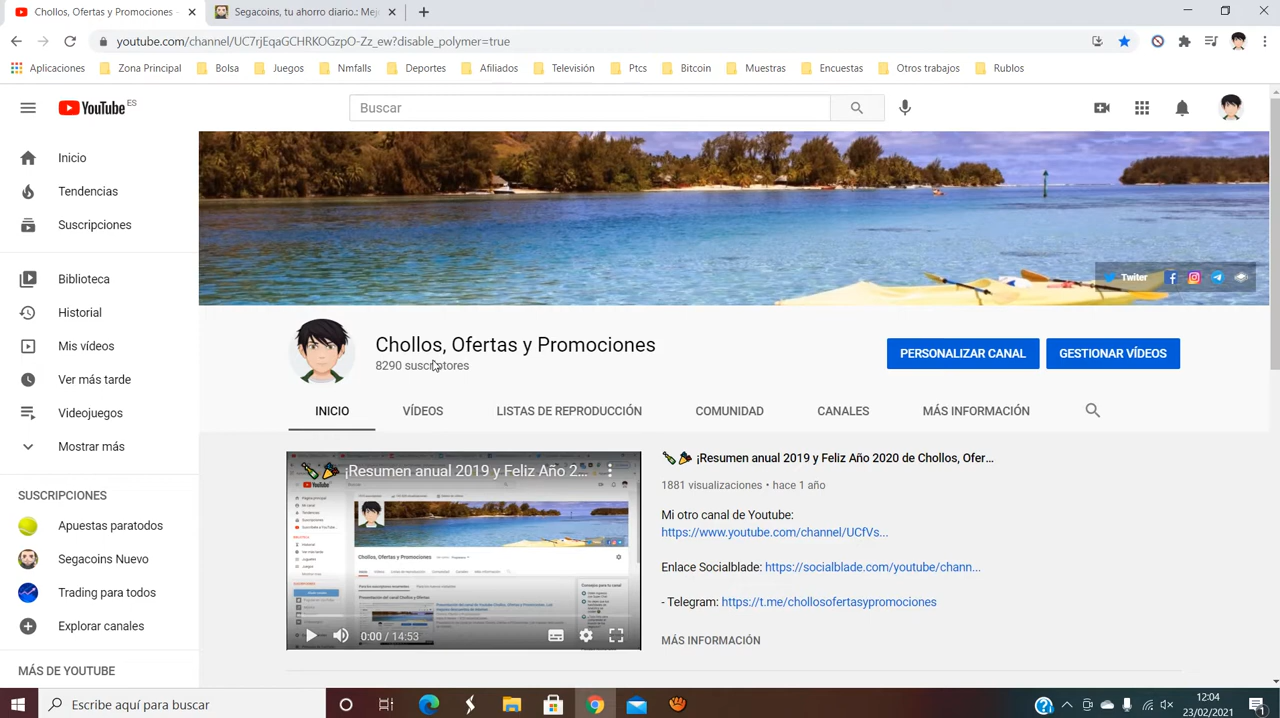 Chollos, Ofertas y Promociones -
Segacoins, tu ahorro diario.: Mej
youtube.com/channel/UC7rjEqaGCHRKOGzpO-Zz_ew?disable_polymer=true
Aplicaciones Zona Principal Bolsa Juegos Nmfalls Deportes Afiliados Televisión Ptcs Bitcoin Muestras Encuestas Otros trabajos Rublos
YouTube ES
Buscar
Inicio
Tendencias
Suscripciones
Biblioteca
Historial
Mis vídeos
Ver más tarde
Videojuegos
Mostrar más
SUSCRIPCIONES
Apuestas paratodos
Segacoins Nuevo
Trading para todos
Explorar canales
MÁS DE YOUTUBE
Twiter
Chollos, Ofertas y Promociones
8290 suscriptores
PERSONALIZAR CANAL
GESTIONAR VÍDEOS
INICIO VÍDEOS LISTAS DE REPRODUCCIÓN COMUNIDAD CANALES MÁS INFORMACIÓN
¡Resumen anual 2019 y Feliz Año 2...
Chollos, Ofertas y Promociones
0:00 / 14:53
¡Resumen anual 2019 y Feliz Año 2020 de Chollos, Ofer...
1881 visualizaciones • hace 1 año
Mi otro canal de Youtube:
https://www.youtube.com/channel/UCfVs...
Enlace Socialblade: https://socialblade.com/youtube/chann...
- Telegram: https://t.me/chollosofertasypromociones
MÁS INFORMACIÓN
Escribe aquí para buscar
12:04
23/02/2021
1